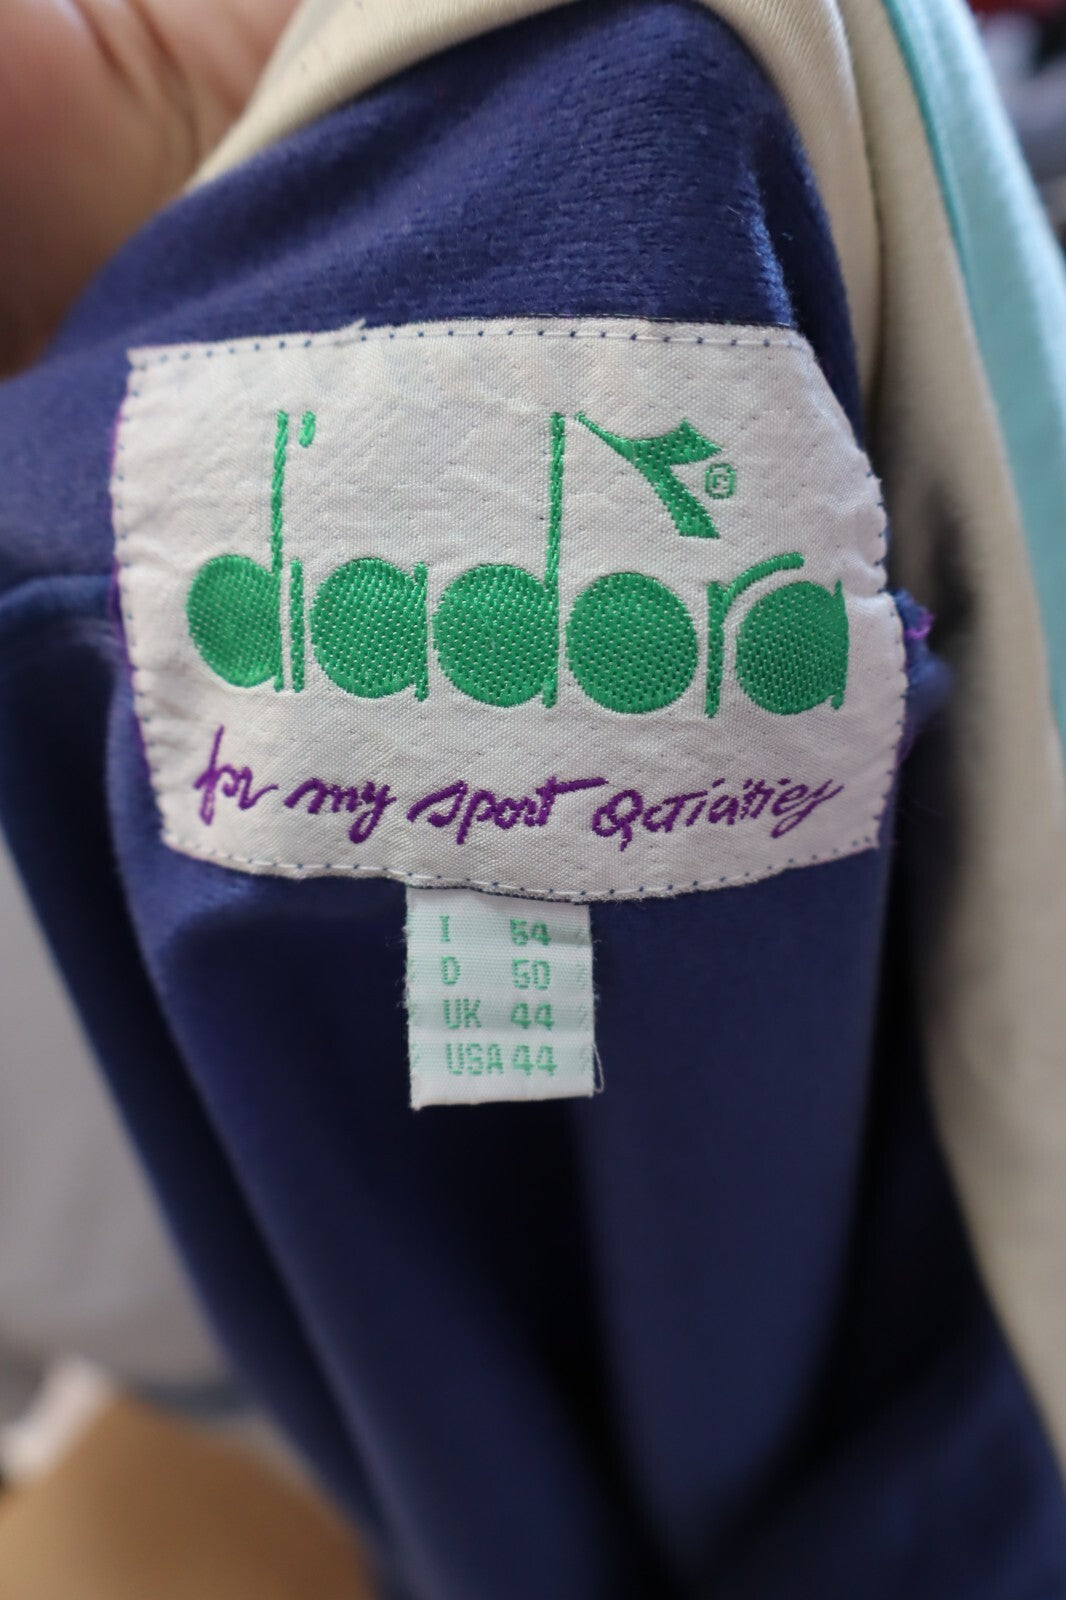 diadora®
for my sport activities
I 54
D 50
UK 44
USA 44